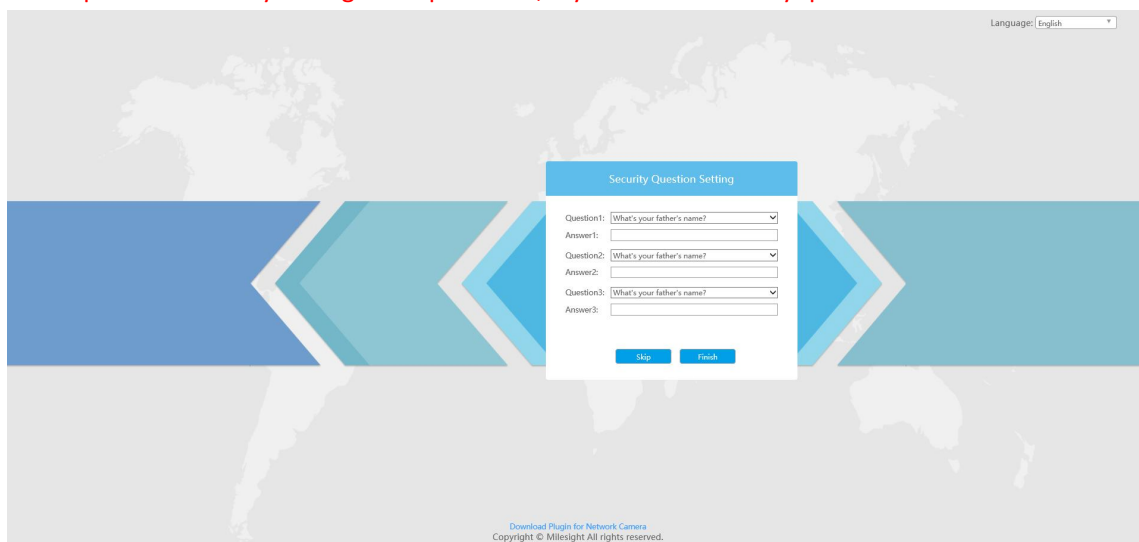 Language: English
Security Question Setting
Question1: What's your father's name?
Answer1:
Question2: What's your father's name?
Answer2:
Question3: What's your father's name?
Answer3:
Skip Finish
Download Plugin for Network Camera
Copyright © Milesight All rights reserved.